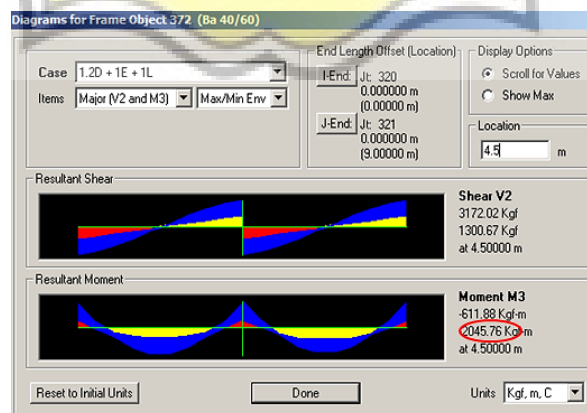 Diagrams for Frame Object 372 (Ba 40/60)
End Length Offset (Location)
Display Options
Case 1.2D + 1E + 1L
Items Major (V2 and M3) Max/Min Env
I-End: Jt: 320
0.000000 m
(0.00000 m)
J-End: Jt: 321
0.000000 m
(9.00000 m)
Scroll for Values
Show Max
Location
4.5 m
Resultant Shear
Shear V2
3172.02 Kgf
1300.67 Kgf
at 4.50000 m
Resultant Moment
Moment M3
-611.88 Kgf-m
-2045.76 Kgf-m
at 4.50000 m
Reset to Initial Units
Done
Units Kgf, m, C